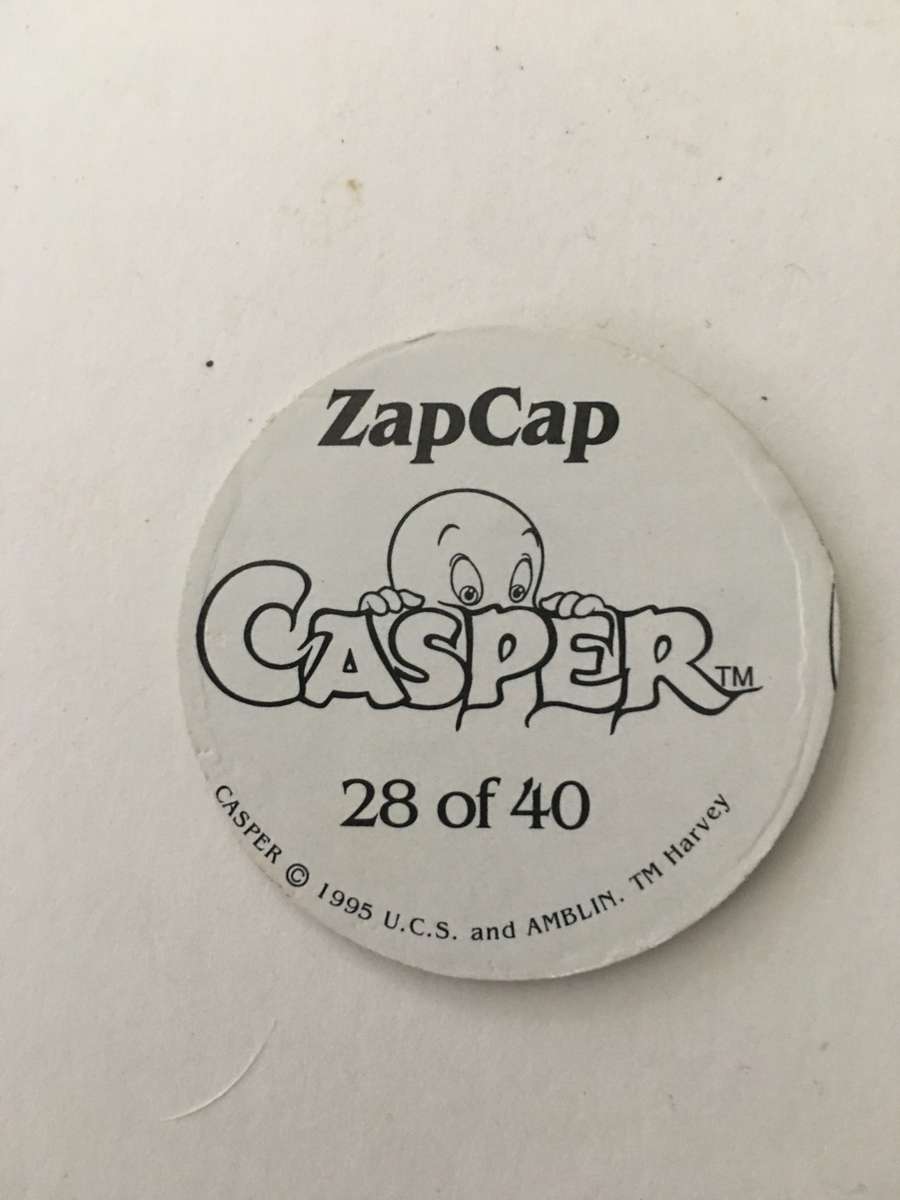 ZapCap
CASPER™
28 of 40
CASPER © 1995 U.C.S. and AMBLIN. TM Harvey